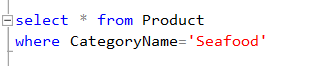 select * from Product
where CategoryName='Seafood'